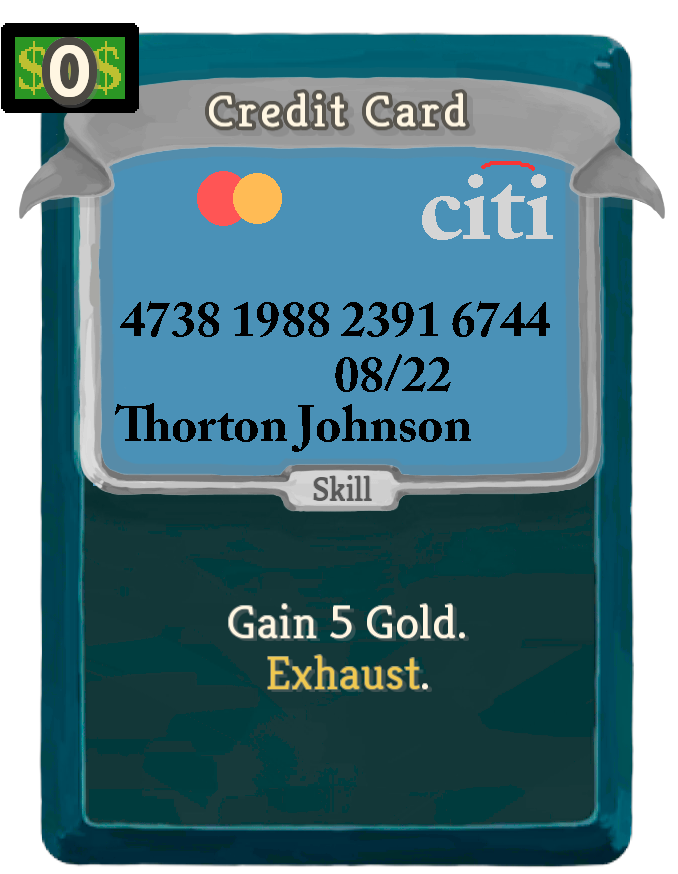 $0$
Credit Card
citi
4738 1988 2391 6744
08/22
Thorton Johnson
Skill
Gain 5 Gold.
Exhaust.